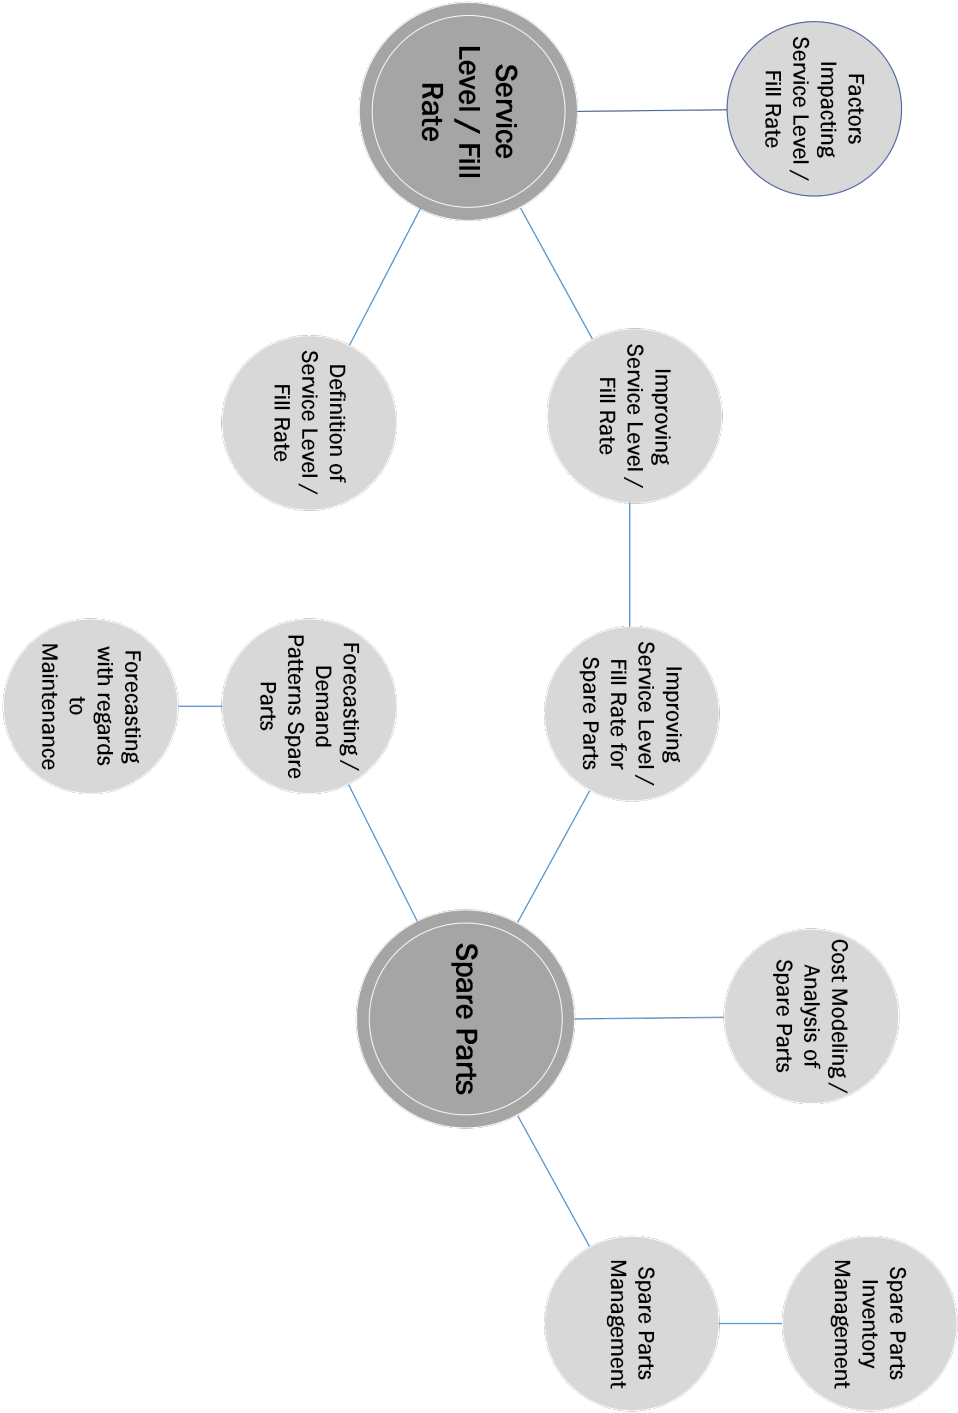 Factors
Impacting
Service Level /
Fill Rate
Service
Level / Fill
Rate
Improving
Service Level /
Fill Rate
Definition of
Service Level /
Fill Rate
Improving
Service Level /
Fill Rate for
Spare Parts
Forecasting /
Demand
Patterns Spare
Parts
Forecasting
with regards
to
Maintenance
Cost Modeling /
Analysis of
Spare Parts
Spare Parts
Spare Parts
Inventory
Management
Spare Parts
Management